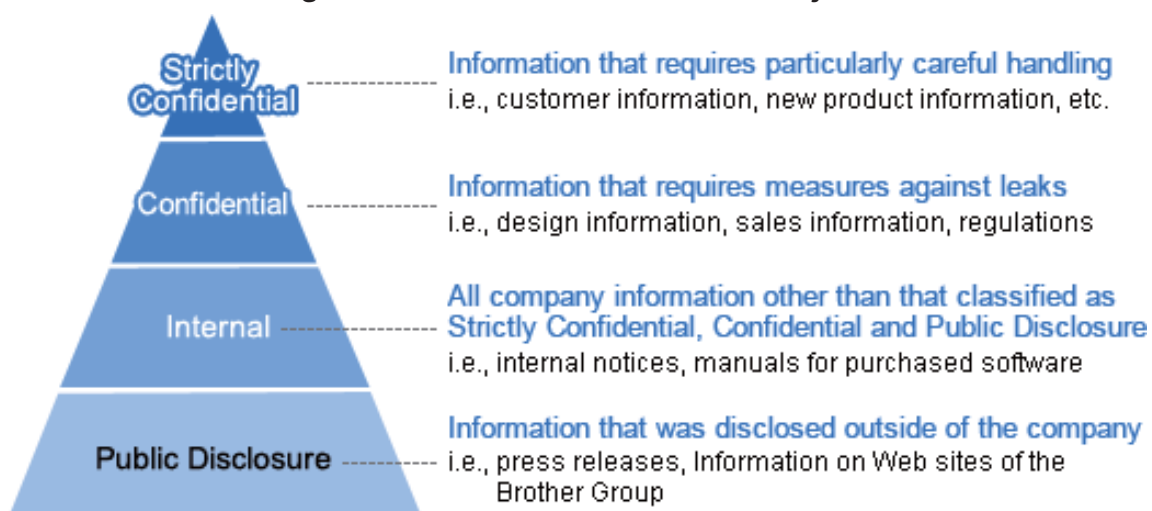 Strictly
Confidential
Information that requires particularly careful handling
i.e., customer information, new product information, etc.
Confidential
Information that requires measures against leaks
i.e., design information, sales information, regulations
Internal
All company information other than that classified as
Strictly Confidential, Confidential and Public Disclosure
i.e., internal notices, manuals for purchased software
Public Disclosure
Information that was disclosed outside of the company
i.e., press releases, Information on Web sites of the
Brother Group